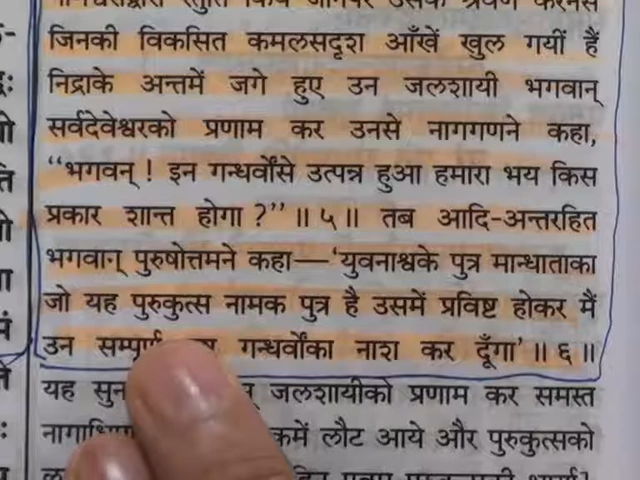 जिनकी विकसित कमलसदृश आँखें खुल गयीं हैं
निद्राके अन्तमें जगे हुए उन जलशायी भगवान्
सर्वदेवेश्वरको प्रणाम कर उनसे नागगणने कहा,
“भगवन् ! इन गन्धर्वोंसे उत्पन्न हुआ हमारा भय किस
प्रकार शान्त होगा ?” ॥ ५ ॥ तब आदि-अन्तरहित
भगवान् पुरुषोत्तमने कहा—‘युवनाश्वके पुत्र मान्धाताका
जो यह पुरुकुत्स नामक पुत्र है उसमें प्रविष्ट होकर मैं
उन गन्धर्वोंका नाश कर दूँगा’ ॥ ६ ॥
यह जलशायीको प्रणाम कर समस्त
लौट आये और पुरुकुत्सको